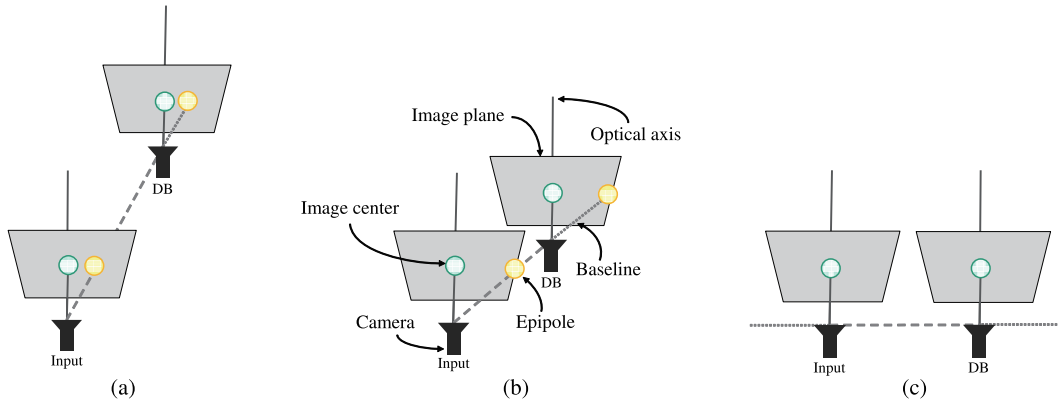 DB
Input
(a)
Image plane
Optical axis
Image center
Baseline
DB
Epipole
Camera
Input
(b)
Input
DB
(c)